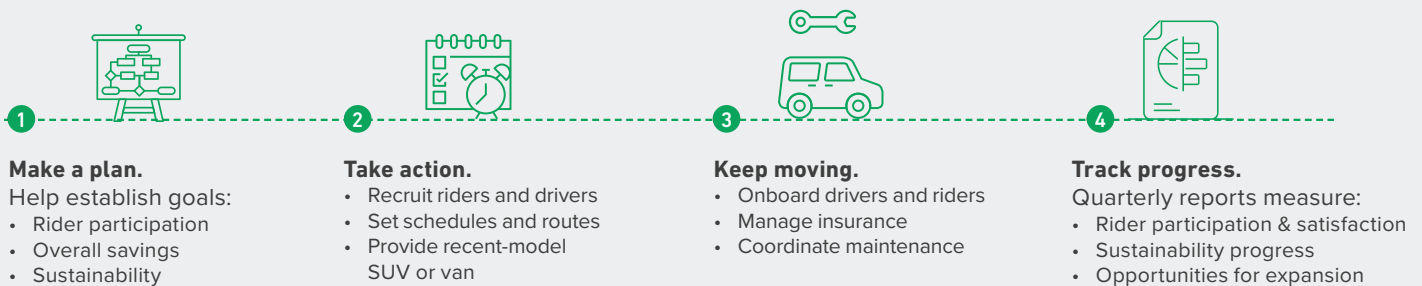 1
Make a plan.
Help establish goals:
• Rider participation
• Overall savings
• Sustainability
2
Take action.
• Recruit riders and drivers
• Set schedules and routes
• Provide recent-model
SUV or van
3
Keep moving.
• Onboard drivers and riders
• Manage insurance
• Coordinate maintenance
4
Track progress.
Quarterly reports measure:
• Rider participation & satisfaction
• Sustainability progress
• Opportunities for expansion